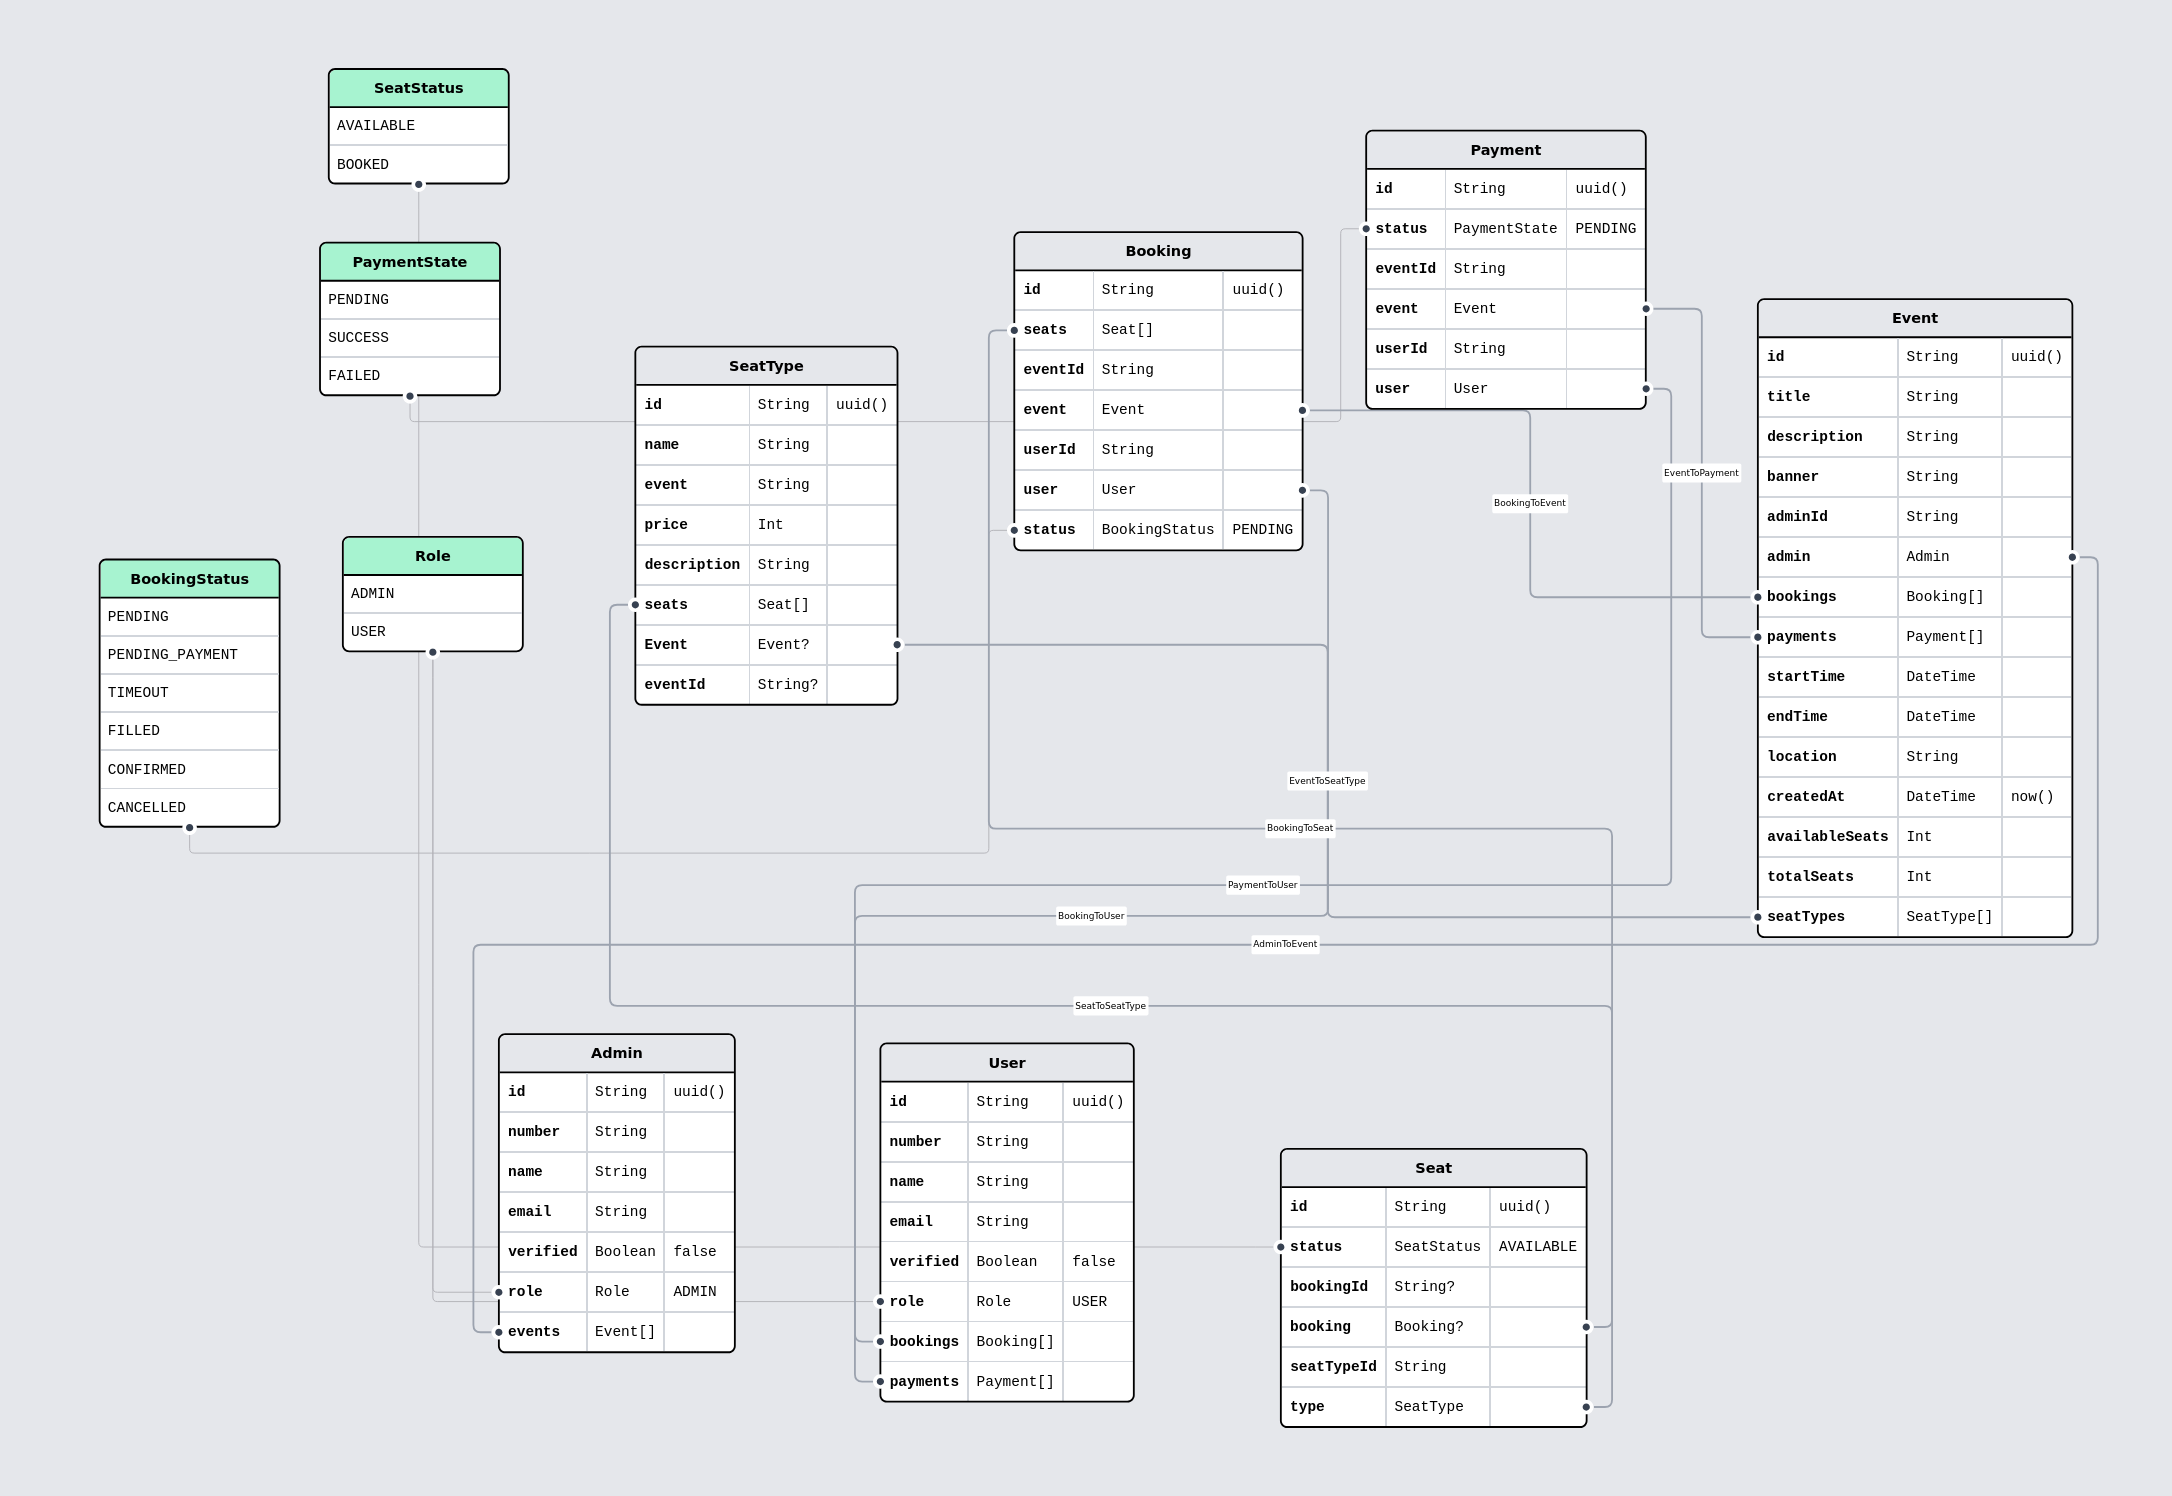 SeatStatus
AVAILABLE
BOOKED
PaymentState
PENDING
SUCCESS
FAILED
Role
ADMIN
USER
BookingStatus
PENDING
PENDING_PAYMENT
TIMEOUT
FILLED
CONFIRMED
CANCELLED
SeatType
id String uuid()
name String
event String
price Int
description String
seats Seat[]
Event Event?
eventId String?
Booking
id String uuid()
seats Seat[]
eventId String
event Event
userId String
user User
status BookingStatus PENDING
Payment
id String uuid()
status PaymentState PENDING
eventId String
event Event
userId String
user User
Event
id String uuid()
title String
description String
banner String
adminId String
admin Admin
bookings Booking[]
payments Payment[]
startTime DateTime
endTime DateTime
location String
createdAt DateTime now()
availableSeats Int
totalSeats Int
seatTypes SeatType[]
EventToPayment
BookingToEvent
EventToSeatType
BookingToSeat
PaymentToUser
BookingToUser
AdminToEvent
SeatToSeatType
Admin
id String uuid()
number String
name String
email String
verified Boolean false
role Role ADMIN
events Event[]
User
id String uuid()
number String
name String
email String
verified Boolean false
role Role USER
bookings Booking[]
payments Payment[]
Seat
id String uuid()
status SeatStatus AVAILABLE
bookingId String?
booking Booking?
seatTypeId String
type SeatType